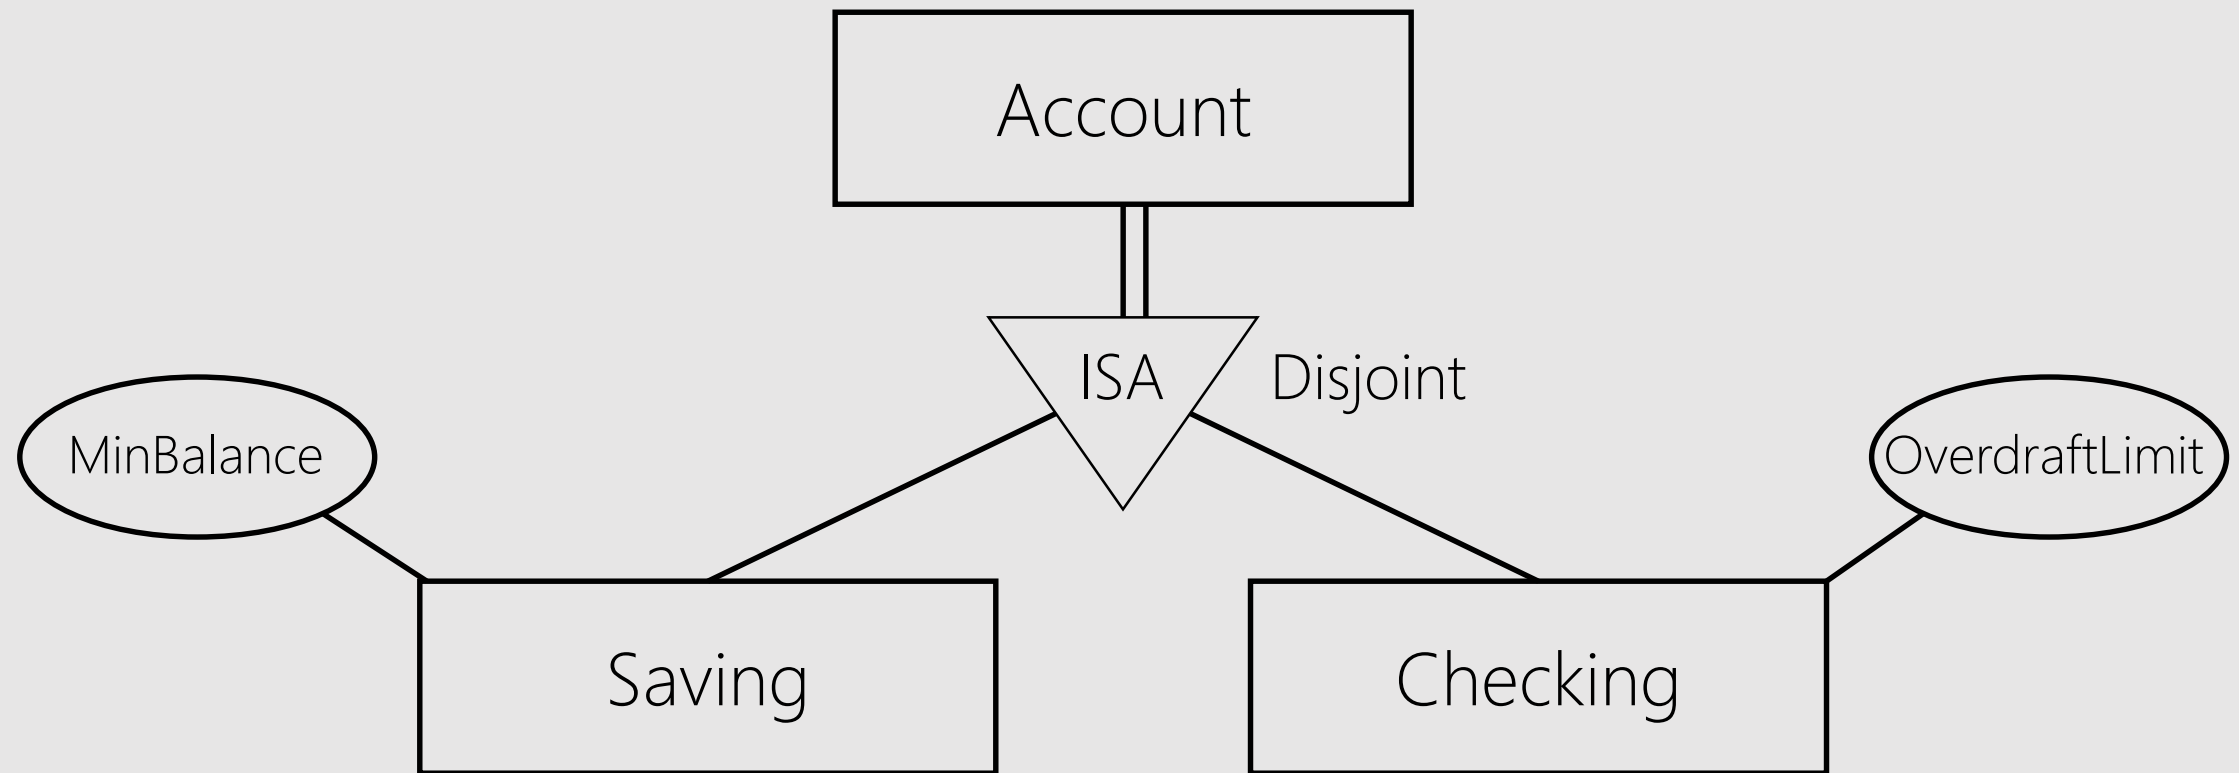 Account
ISA
Disjoint
MinBalance
OverdraftLimit
Saving
Checking